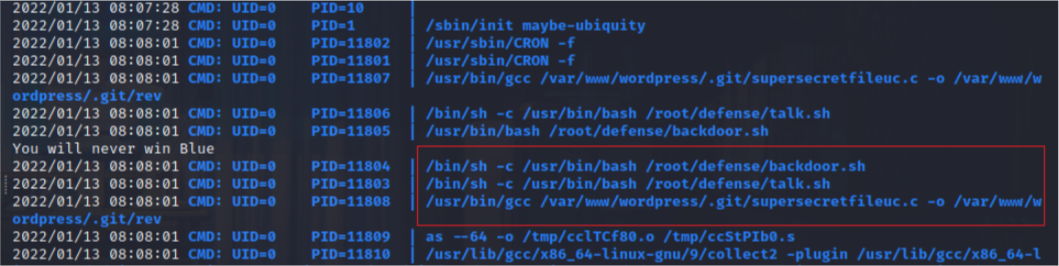 2022/01/13 08:07:28 CMD: UID=0 PID=10 |
2022/01/13 08:07:28 CMD: UID=0 PID=1 | /sbin/init maybe-ubiquity
2022/01/13 08:08:01 CMD: UID=0 PID=11802 | /usr/sbin/CRON -f
2022/01/13 08:08:01 CMD: UID=0 PID=11801 | /usr/sbin/CRON -f
2022/01/13 08:08:01 CMD: UID=0 PID=11807 | /usr/bin/gcc /var/www/wordpress/.git/supersecretfileuc.c -o /var/www/w
ordpress/.git/rev
2022/01/13 08:08:01 CMD: UID=0 PID=11806 | /bin/sh -c /usr/bin/bash /root/defense/talk.sh
2022/01/13 08:08:01 CMD: UID=0 PID=11805 | /usr/bin/bash /root/defense/backdoor.sh
You will never win Blue
2022/01/13 08:08:01 CMD: UID=0 PID=11804 | /bin/sh -c /usr/bin/bash /root/defense/backdoor.sh
2022/01/13 08:08:01 CMD: UID=0 PID=11803 | /bin/sh -c /usr/bin/bash /root/defense/talk.sh
2022/01/13 08:08:01 CMD: UID=0 PID=11808 | /usr/bin/gcc /var/www/wordpress/.git/supersecretfileuc.c -o /var/www/w
ordpress/.git/rev
2022/01/13 08:08:01 CMD: UID=0 PID=11809 | as --64 -o /tmp/cclTCf80.o /tmp/ccStPIb0.s
2022/01/13 08:08:01 CMD: UID=0 PID=11810 | /usr/lib/gcc/x86_64-linux-gnu/9/collect2 -plugin /usr/lib/gcc/x86_64-l